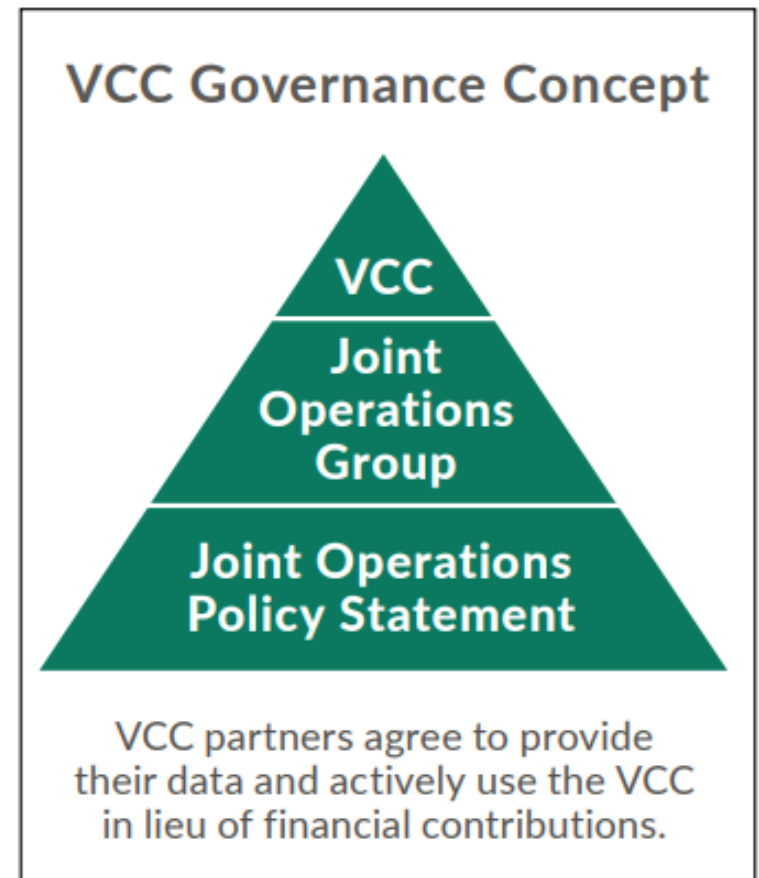 VCC Governance Concept
VCC
Joint
Operations
Group
Joint Operations
Policy Statement
VCC partners agree to provide
their data and actively use the VCC
in lieu of financial contributions.